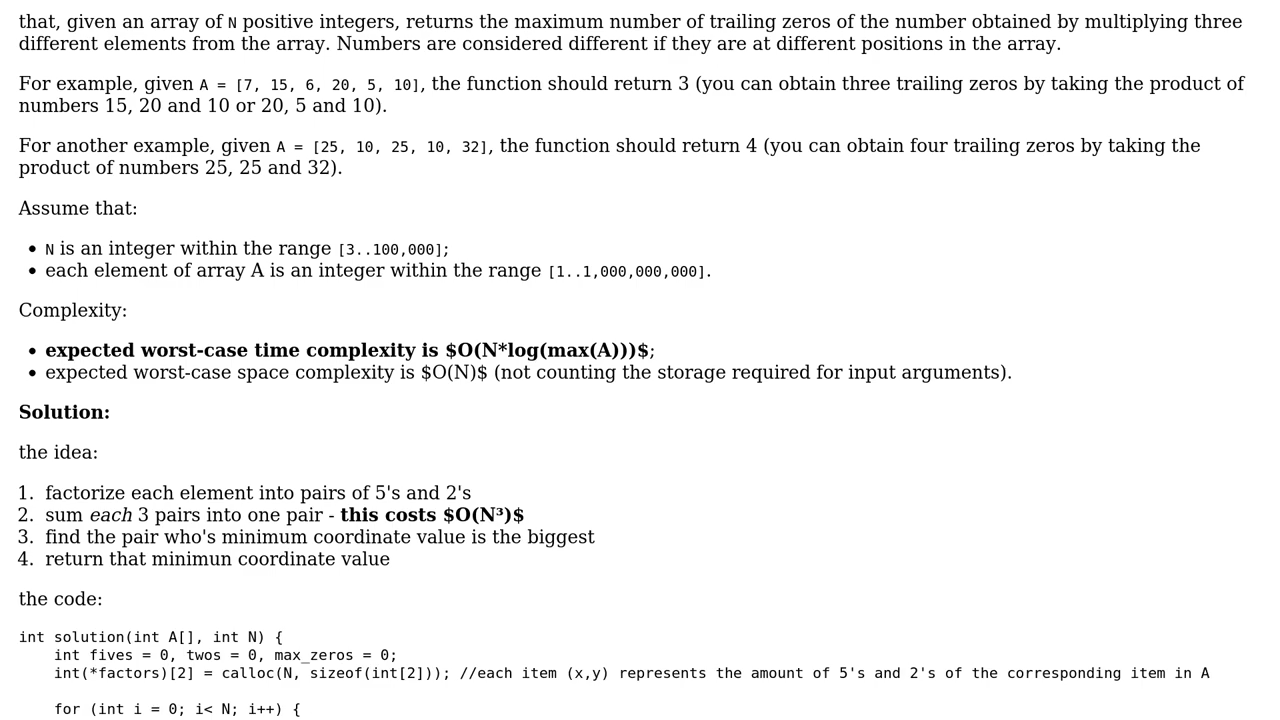 that, given an array of N positive integers, returns the maximum number of trailing zeros of the number obtained by multiplying three
different elements from the array. Numbers are considered different if they are at different positions in the array.
For example, given A = [7, 15, 6, 20, 5, 10], the function should return 3 (you can obtain three trailing zeros by taking the product of
numbers 15, 20 and 10 or 20, 5 and 10).
For another example, given A = [25, 10, 25, 10, 32], the function should return 4 (you can obtain four trailing zeros by taking the
product of numbers 25, 25 and 32).
Assume that:
• N is an integer within the range [3..100,000];
• each element of array A is an integer within the range [1..1,000,000,000].
Complexity:
• expected worst-case time complexity is $O(N*log(max(A)))$;
• expected worst-case space complexity is $O(N)$ (not counting the storage required for input arguments).
Solution:
the idea:
1. factorize each element into pairs of 5's and 2's
2. sum each 3 pairs into one pair - this costs $O(N³)$
3. find the pair who's minimum coordinate value is the biggest
4. return that minimun coordinate value
the code:
int solution(int A[], int N) {
    int fives = 0, twos = 0, max_zeros = 0;
    int(*factors)[2] = calloc(N, sizeof(int[2])); //each item (x,y) represents the amount of 5's and 2's of the corresponding item in A
    for (int i = 0; i< N; i++) {